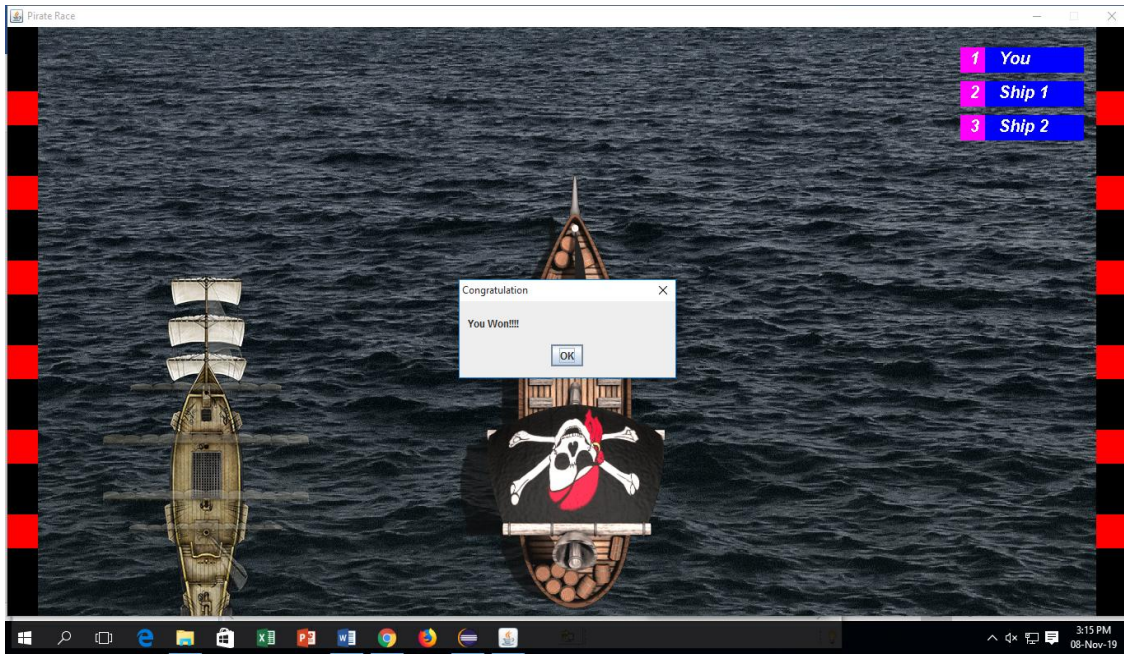 Pirate Race
1 You
2 Ship 1
3 Ship 2
Congratulation
You Won!!!!
OK
3:15 PM
08-Nov-19